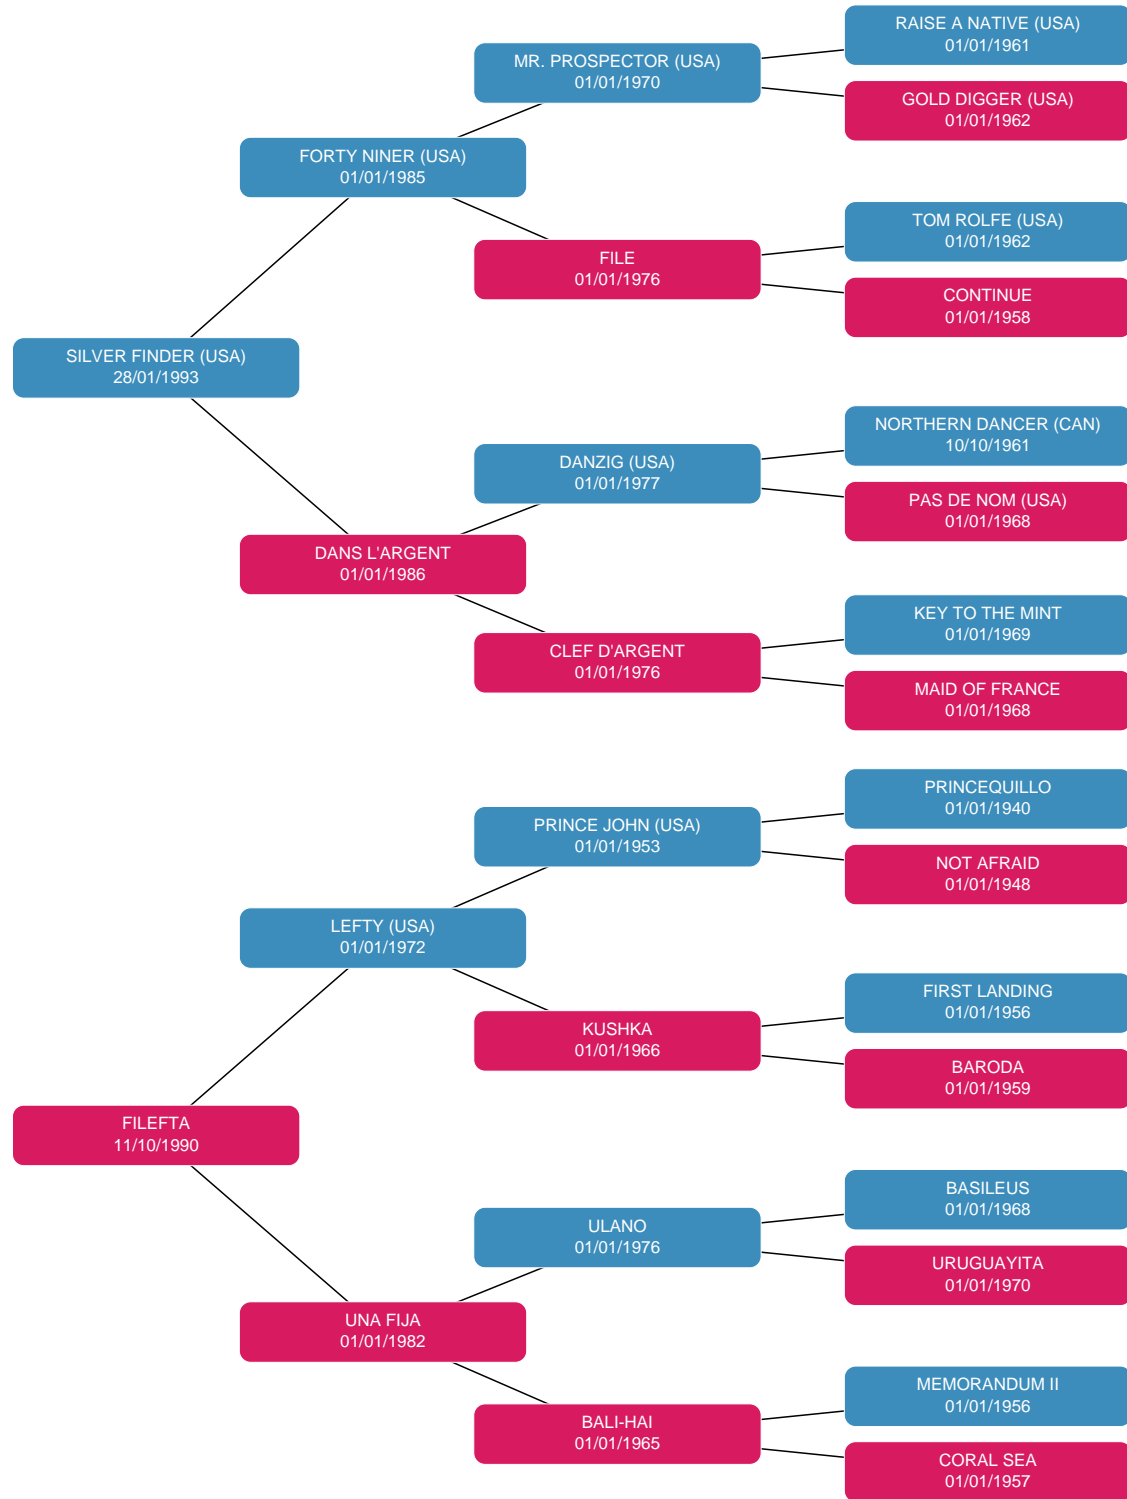 RAISE A NATIVE (USA)
01/01/1961
MR. PROSPECTOR (USA)
01/01/1970
GOLD DIGGER (USA)
01/01/1962
FORTY NINER (USA)
01/01/1985
TOM ROLFE (USA)
01/01/1962
FILE
01/01/1976
CONTINUE
01/01/1958
SILVER FINDER (USA)
28/01/1993
NORTHERN DANCER (CAN)
10/10/1961
DANZIG (USA)
01/01/1977
PAS DE NOM (USA)
01/01/1968
DANS L'ARGENT
01/01/1986
KEY TO THE MINT
01/01/1969
CLEF D'ARGENT
01/01/1976
MAID OF FRANCE
01/01/1968
PRINCEQUILLO
01/01/1940
PRINCE JOHN (USA)
01/01/1953
NOT AFRAID
01/01/1948
LEFTY (USA)
01/01/1972
FIRST LANDING
01/01/1956
KUSHKA
01/01/1966
BARODA
01/01/1959
FILEFTA
11/10/1990
BASILEUS
01/01/1968
ULANO
01/01/1976
URUGUAYITA
01/01/1970
UNA FIJA
01/01/1982
MEMORANDUM II
01/01/1956
BALI-HAI
01/01/1965
CORAL SEA
01/01/1957